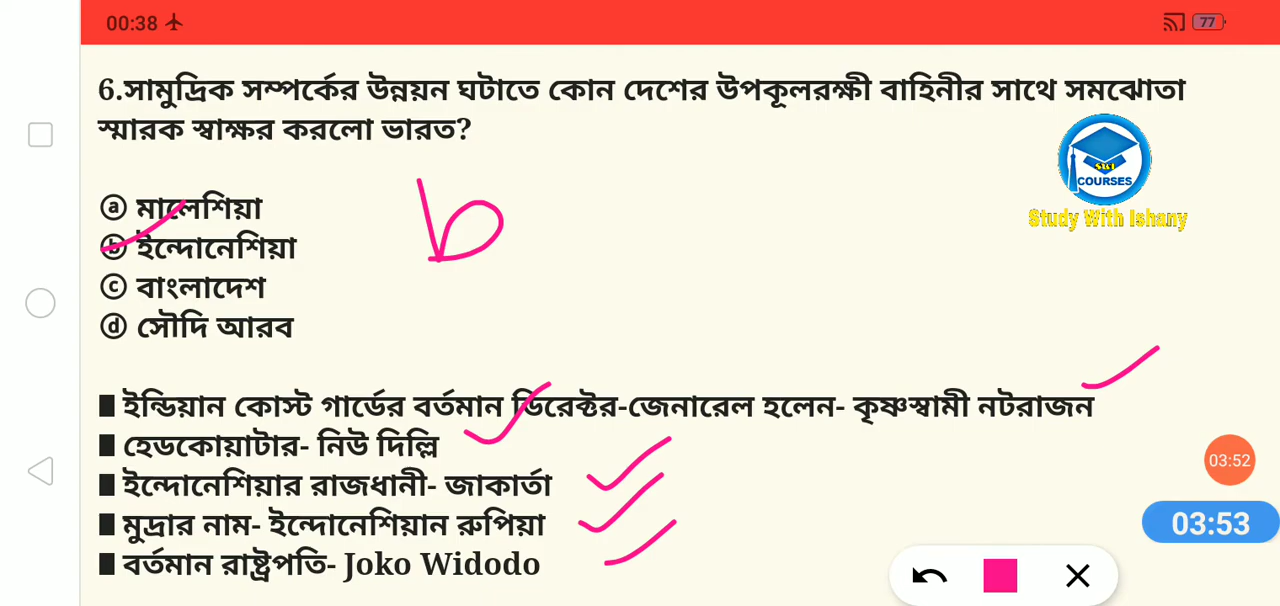 00:38
77
6.সামুদ্রিক সম্পর্কের উন্নয়ন ঘটাতে কোন দেশের উপকূলরক্ষী বাহিনীর সাথে সমঝোতা
স্মারক স্বাক্ষর করলো ভারত?
COURSES
Study With Ishany
ⓐ মালেশিয়া
ⓑ ইন্দোনেশিয়া
b
ⓒ বাংলাদেশ
ⓓ সৌদি আরব
■ ইন্ডিয়ান কোস্ট গার্ডের বর্তমান ডিরেক্টর-জেনারেল হলেন- কৃষ্ণস্বামী নটরাজন
■ হেডকোয়াটার- নিউ দিল্লি
■ ইন্দোনেশিয়ার রাজধানী- জাকার্তা
■ মুদ্রার নাম- ইন্দোনেশিয়ান রুপিয়া
■ বর্তমান রাষ্ট্রপতি- Joko Widodo
03:52
03:53